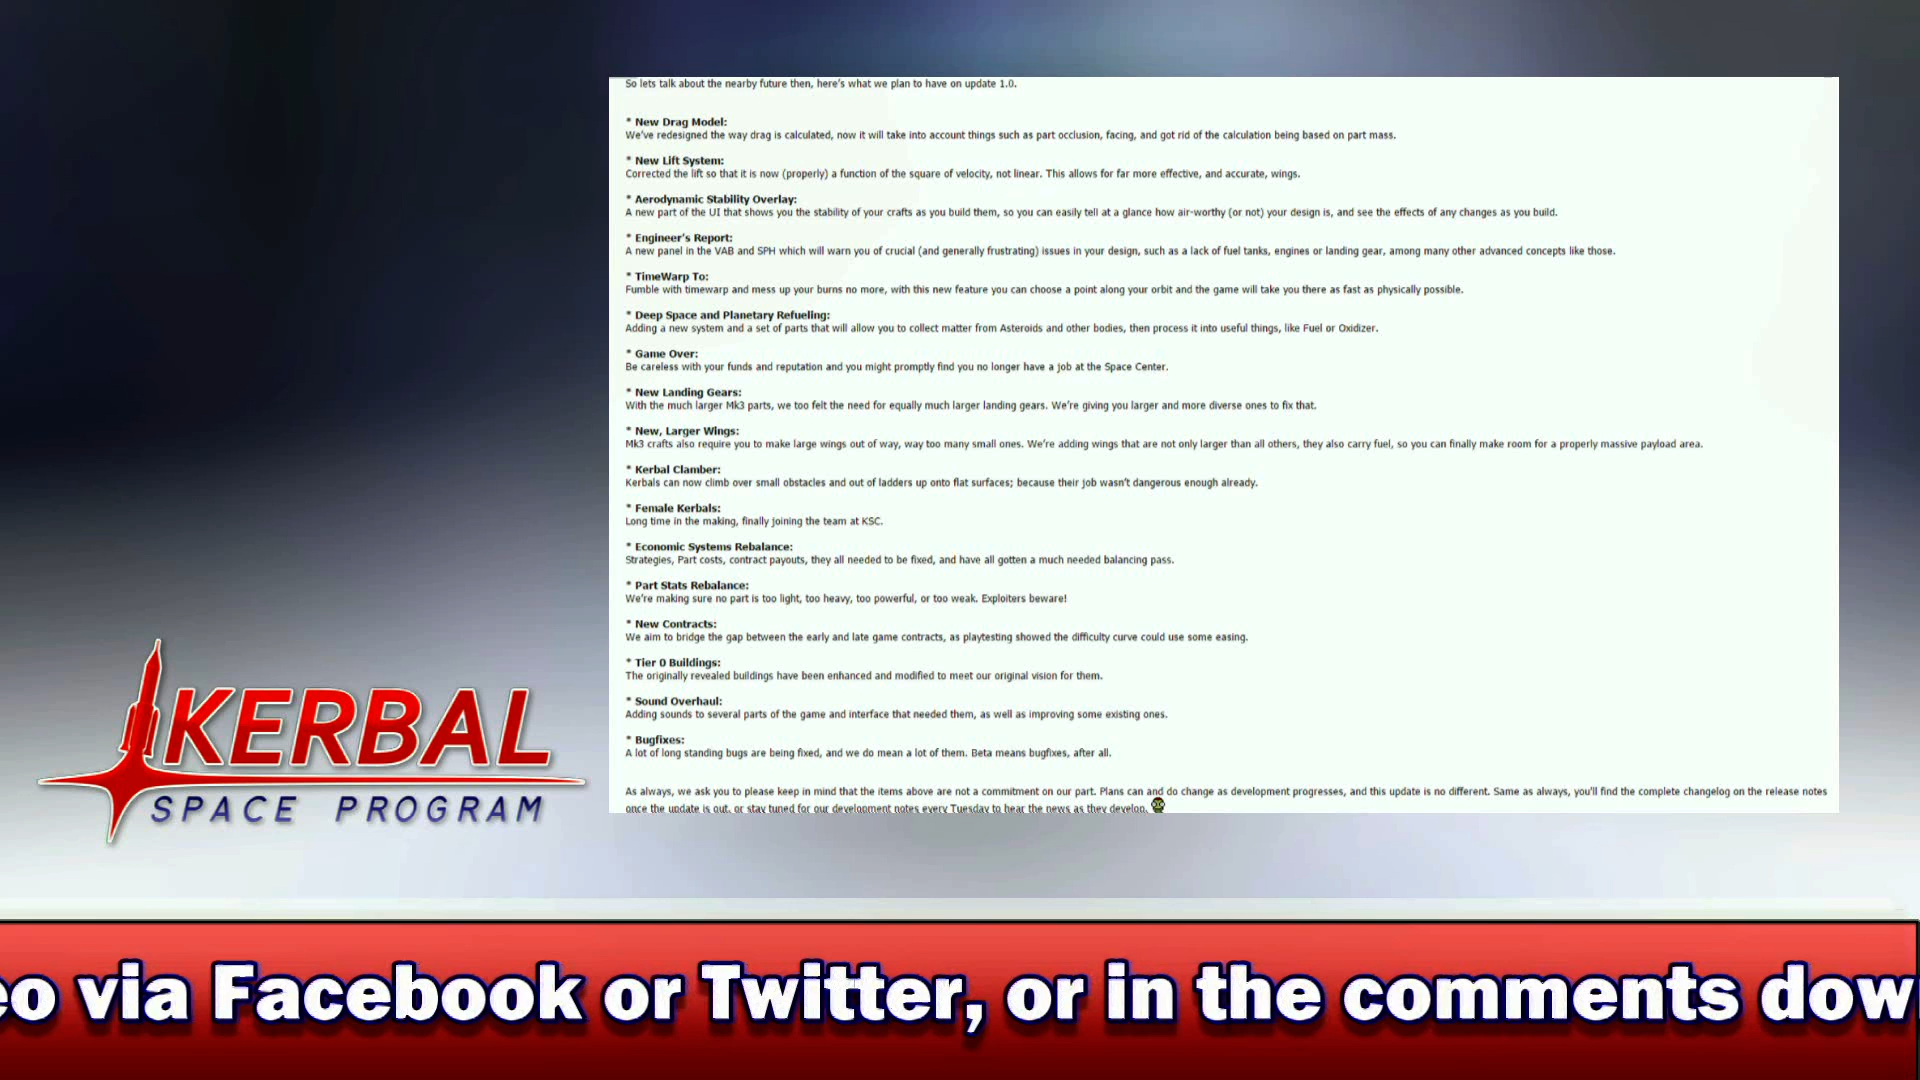 So lets talk about the nearby future then, here's what we plan to have on update 1.0.
* New Drag Model:
We've redesigned the way drag is calculated, now it will take into account things such as part occlusion, facing, and got rid of the calculation being based on part mass.
* New Lift System:
Corrected the lift so that it is now (properly) a function of the square of velocity, not linear. This allows for far more effective, and accurate, wings.
* Aerodynamic Stability Overlay:
A new part of the UI that shows you the stability of your crafts as you build them, so you can easily tell at a glance how air-worthy (or not) your design is, and see the effects of any changes as you build.
* Engineer's Report:
A new panel in the VAB and SPH which will warn you of crucial (and generally frustrating) issues in your design, such as a lack of fuel tanks, engines or landing gear, among many other advanced concepts like those.
* TimeWarp To:
Fumble with timewarp and mess up your burns no more, with this new feature you can choose a point along your orbit and the game will take you there as fast as physically possible.
* Deep Space and Planetary Refueling:
Adding a new system and a set of parts that will allow you to collect matter from Asteroids and other bodies, then process it into useful things, like Fuel or Oxidizer.
* Game Over:
Be careless with your funds and reputation and you might promptly find you no longer have a job at the Space Center.
* New Landing Gears:
With the much larger Mk3 parts, we too felt the need for equally much larger landing gears. We're giving you larger and more diverse ones to fix that.
* New, Larger Wings:
Mk3 crafts also require you to make large wings out of way, way too many small ones. We're adding wings that are not only larger than all others, they also carry fuel, so you can finally make room for a properly massive payload area.
* Kerbal Clamber:
Kerbals can now climb over small obstacles and out of ladders up onto flat surfaces; because their job wasn't dangerous enough already.
* Female Kerbals:
Long time in the making, finally joining the team at KSC.
* Economic Systems Rebalance:
Strategies, Part costs, contract payouts, they all needed to be fixed, and have all gotten a much needed balancing pass.
* Part Stats Rebalance:
We're making sure no part is too light, too heavy, too powerful, or too weak. Exploiters beware!
* New Contracts:
We aim to bridge the gap between the early and late game contracts, as playtesting showed the difficulty curve could use some easing.
* Tier 0 Buildings:
The originally revealed buildings have been enhanced and modified to meet our original vision for them.
* Sound Overhaul:
Adding sounds to several parts of the game and interface that needed them, as well as improving some existing ones.
* Bugfixes:
A lot of long standing bugs are being fixed, and we do mean a lot of them. Beta means bugfixes, after all.
As always, we ask you to please keep in mind that the items above are not a commitment on our part. Plans can and do change as development progresses, and this update is no different. Same as always, you'll find the complete changelog on the release notes
once the update is out, or stay tuned for our development notes every Tuesday to hear the news as they develop.
KERBAL
SPACE PROGRAM
eo via Facebook or Twitter, or in the comments dow